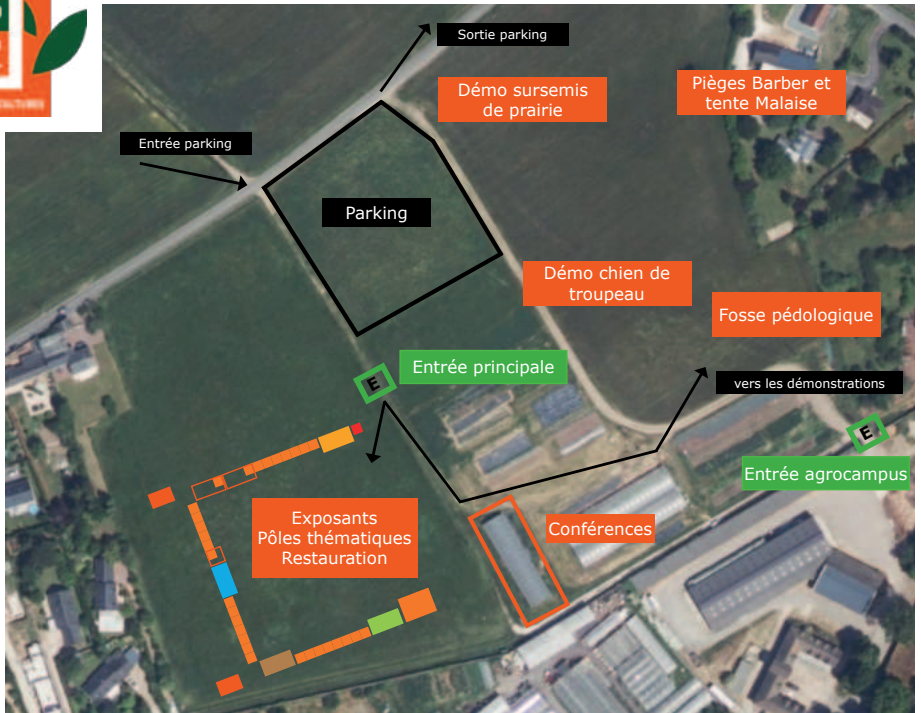 Sortie parking
Démo sursemis
de prairie
Pièges Barber et
tente Malaise
Entrée parking
Parking
Démo chien de
troupeau
Fosse pédologique
Entrée principale
E
vers les démonstrations
E
Entrée agrocampus
Exposants
Pôles thématiques
Restauration
Conférences